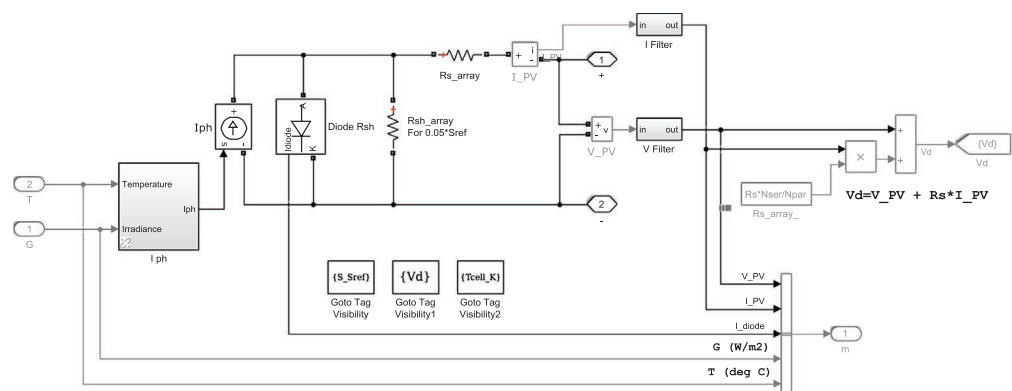 in out
I Filter
i
I_PV
+ -
I_PV
1
+
Rs_array
+
Iph
s
-
A
Idiode
K
Diode Rsh
Rsh_array
For 0.05*Sref
+
-
v
V_PV
in out
V Filter
+
+
Vd
{Vd}
Vd
×
Rs*Nser/Npar
Rs_array_
Vd=V_PV + Rs*I_PV
2
T
1
G
Temperature
Irradiance
Iph
I ph
2
-
{S_Sref}
Goto Tag
Visibility
{Vd}
Goto Tag
Visibility1
{Tcell_K}
Goto Tag
Visibility2
V_PV
I_PV
I_diode
G (W/m2)
T (deg C)
1
m